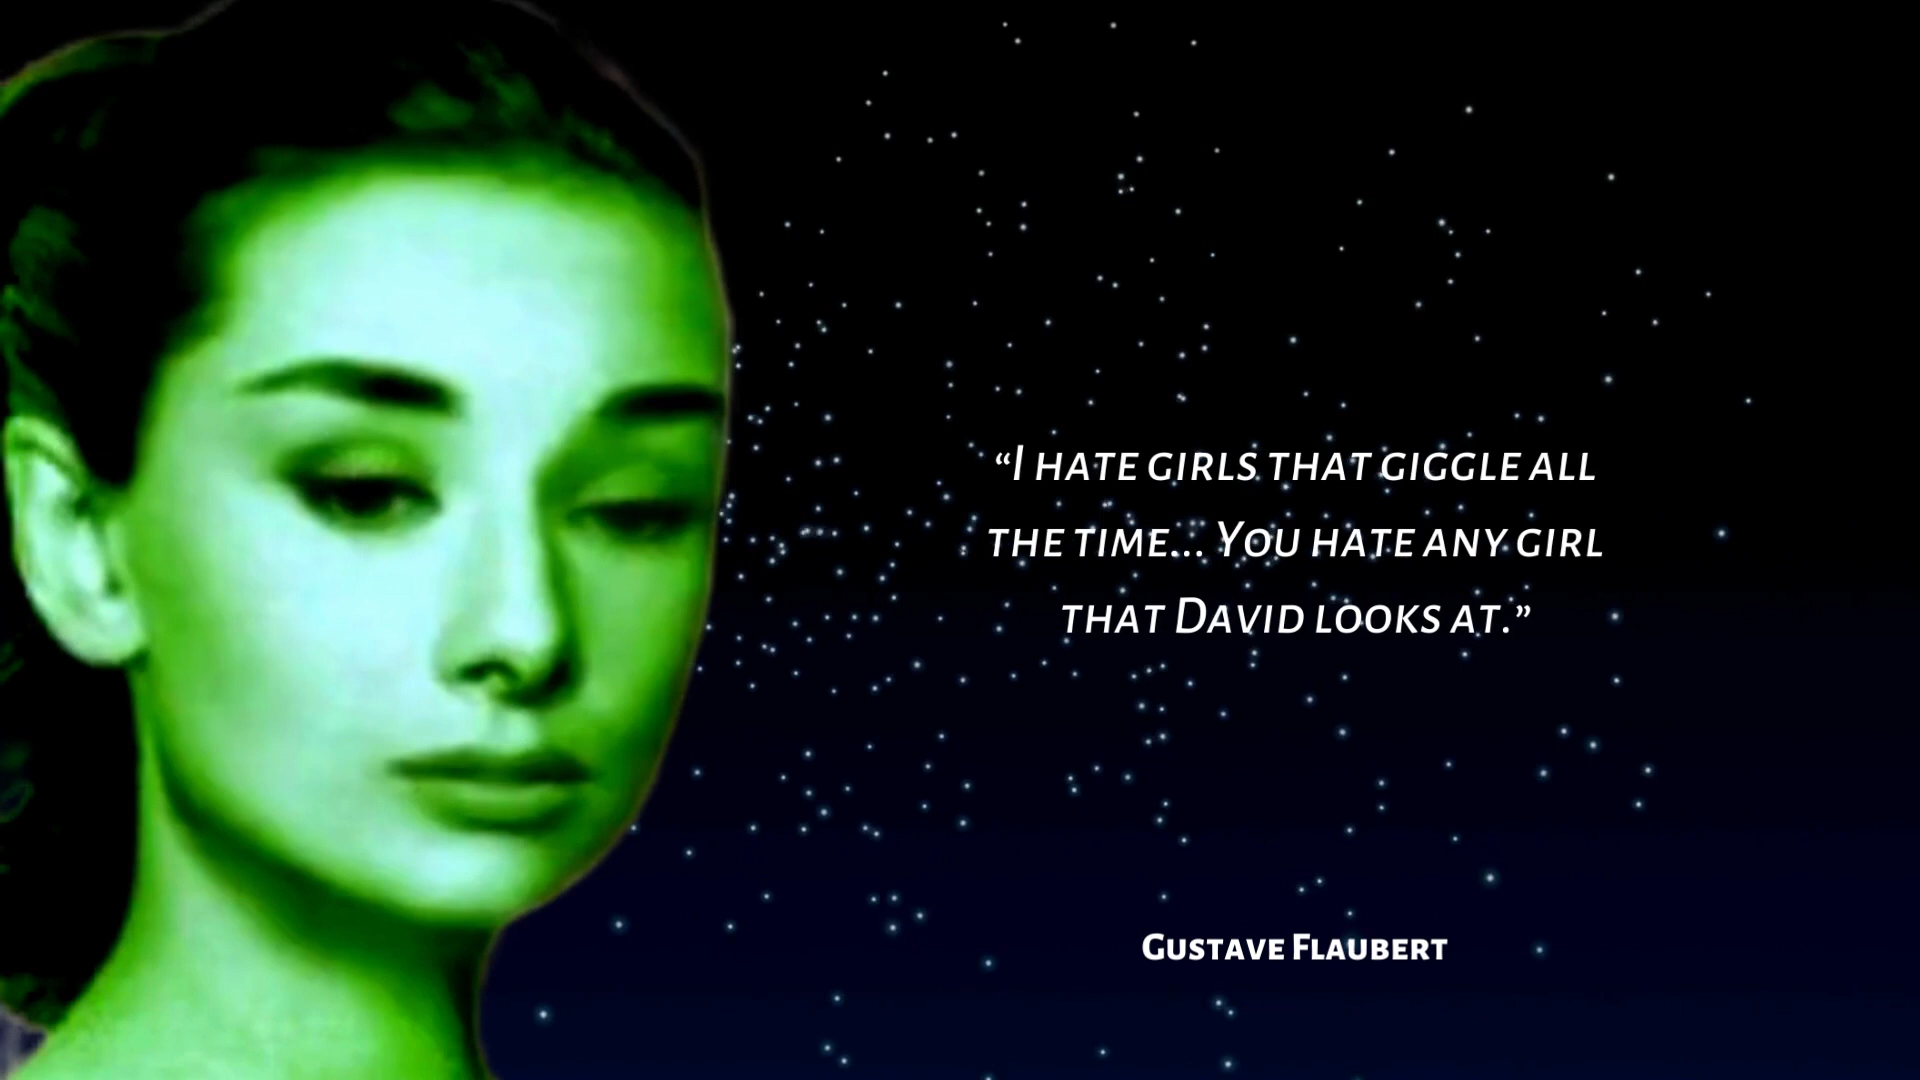 “I hate girls that giggle all
the time... You hate any girl
that David looks at.”
Gustave Flaubert